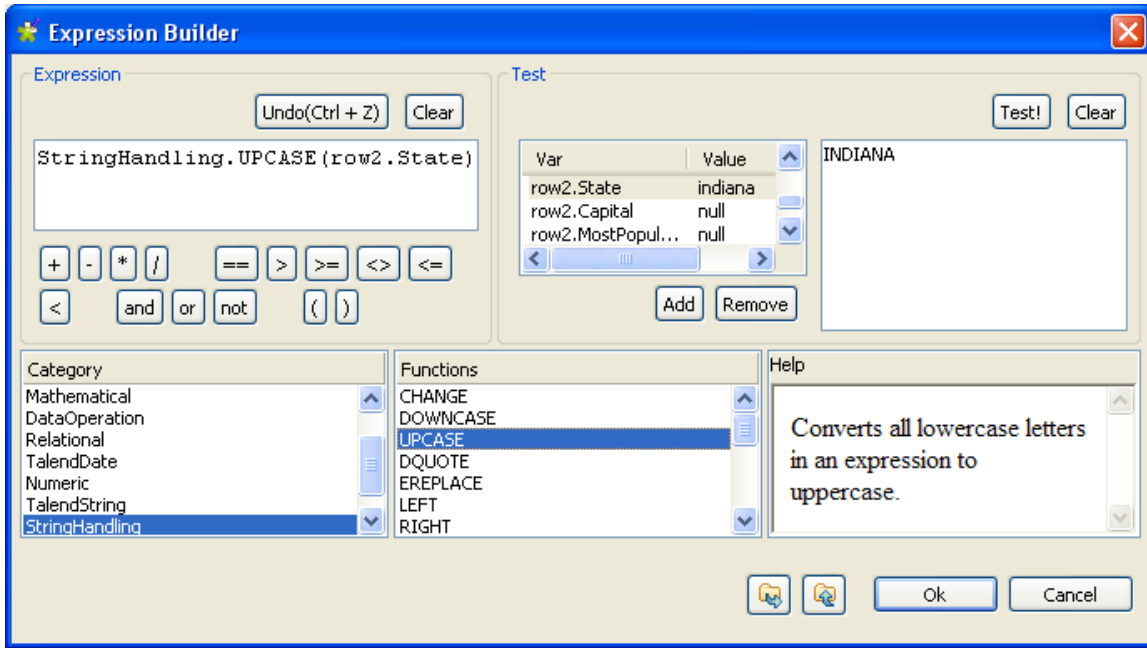 Expression Builder
Expression
Undo(Ctrl + Z) Clear
StringHandling.UPCASE(row2.State)
+ - * / == > >= <> <=
< and or not ( )
Test
Test! Clear
Var Value
row2.State indiana
row2.Capital null
row2.MostPopul... null
Add Remove
INDIANA
Category
Mathematical
DataOperation
Relational
TalendDate
Numeric
TalendString
StringHandling
Functions
CHANGE
DOWNCASE
UPCASE
DQUOTE
EREPLACE
LEFT
RIGHT
Help
Converts all lowercase letters
in an expression to
uppercase.
Ok Cancel